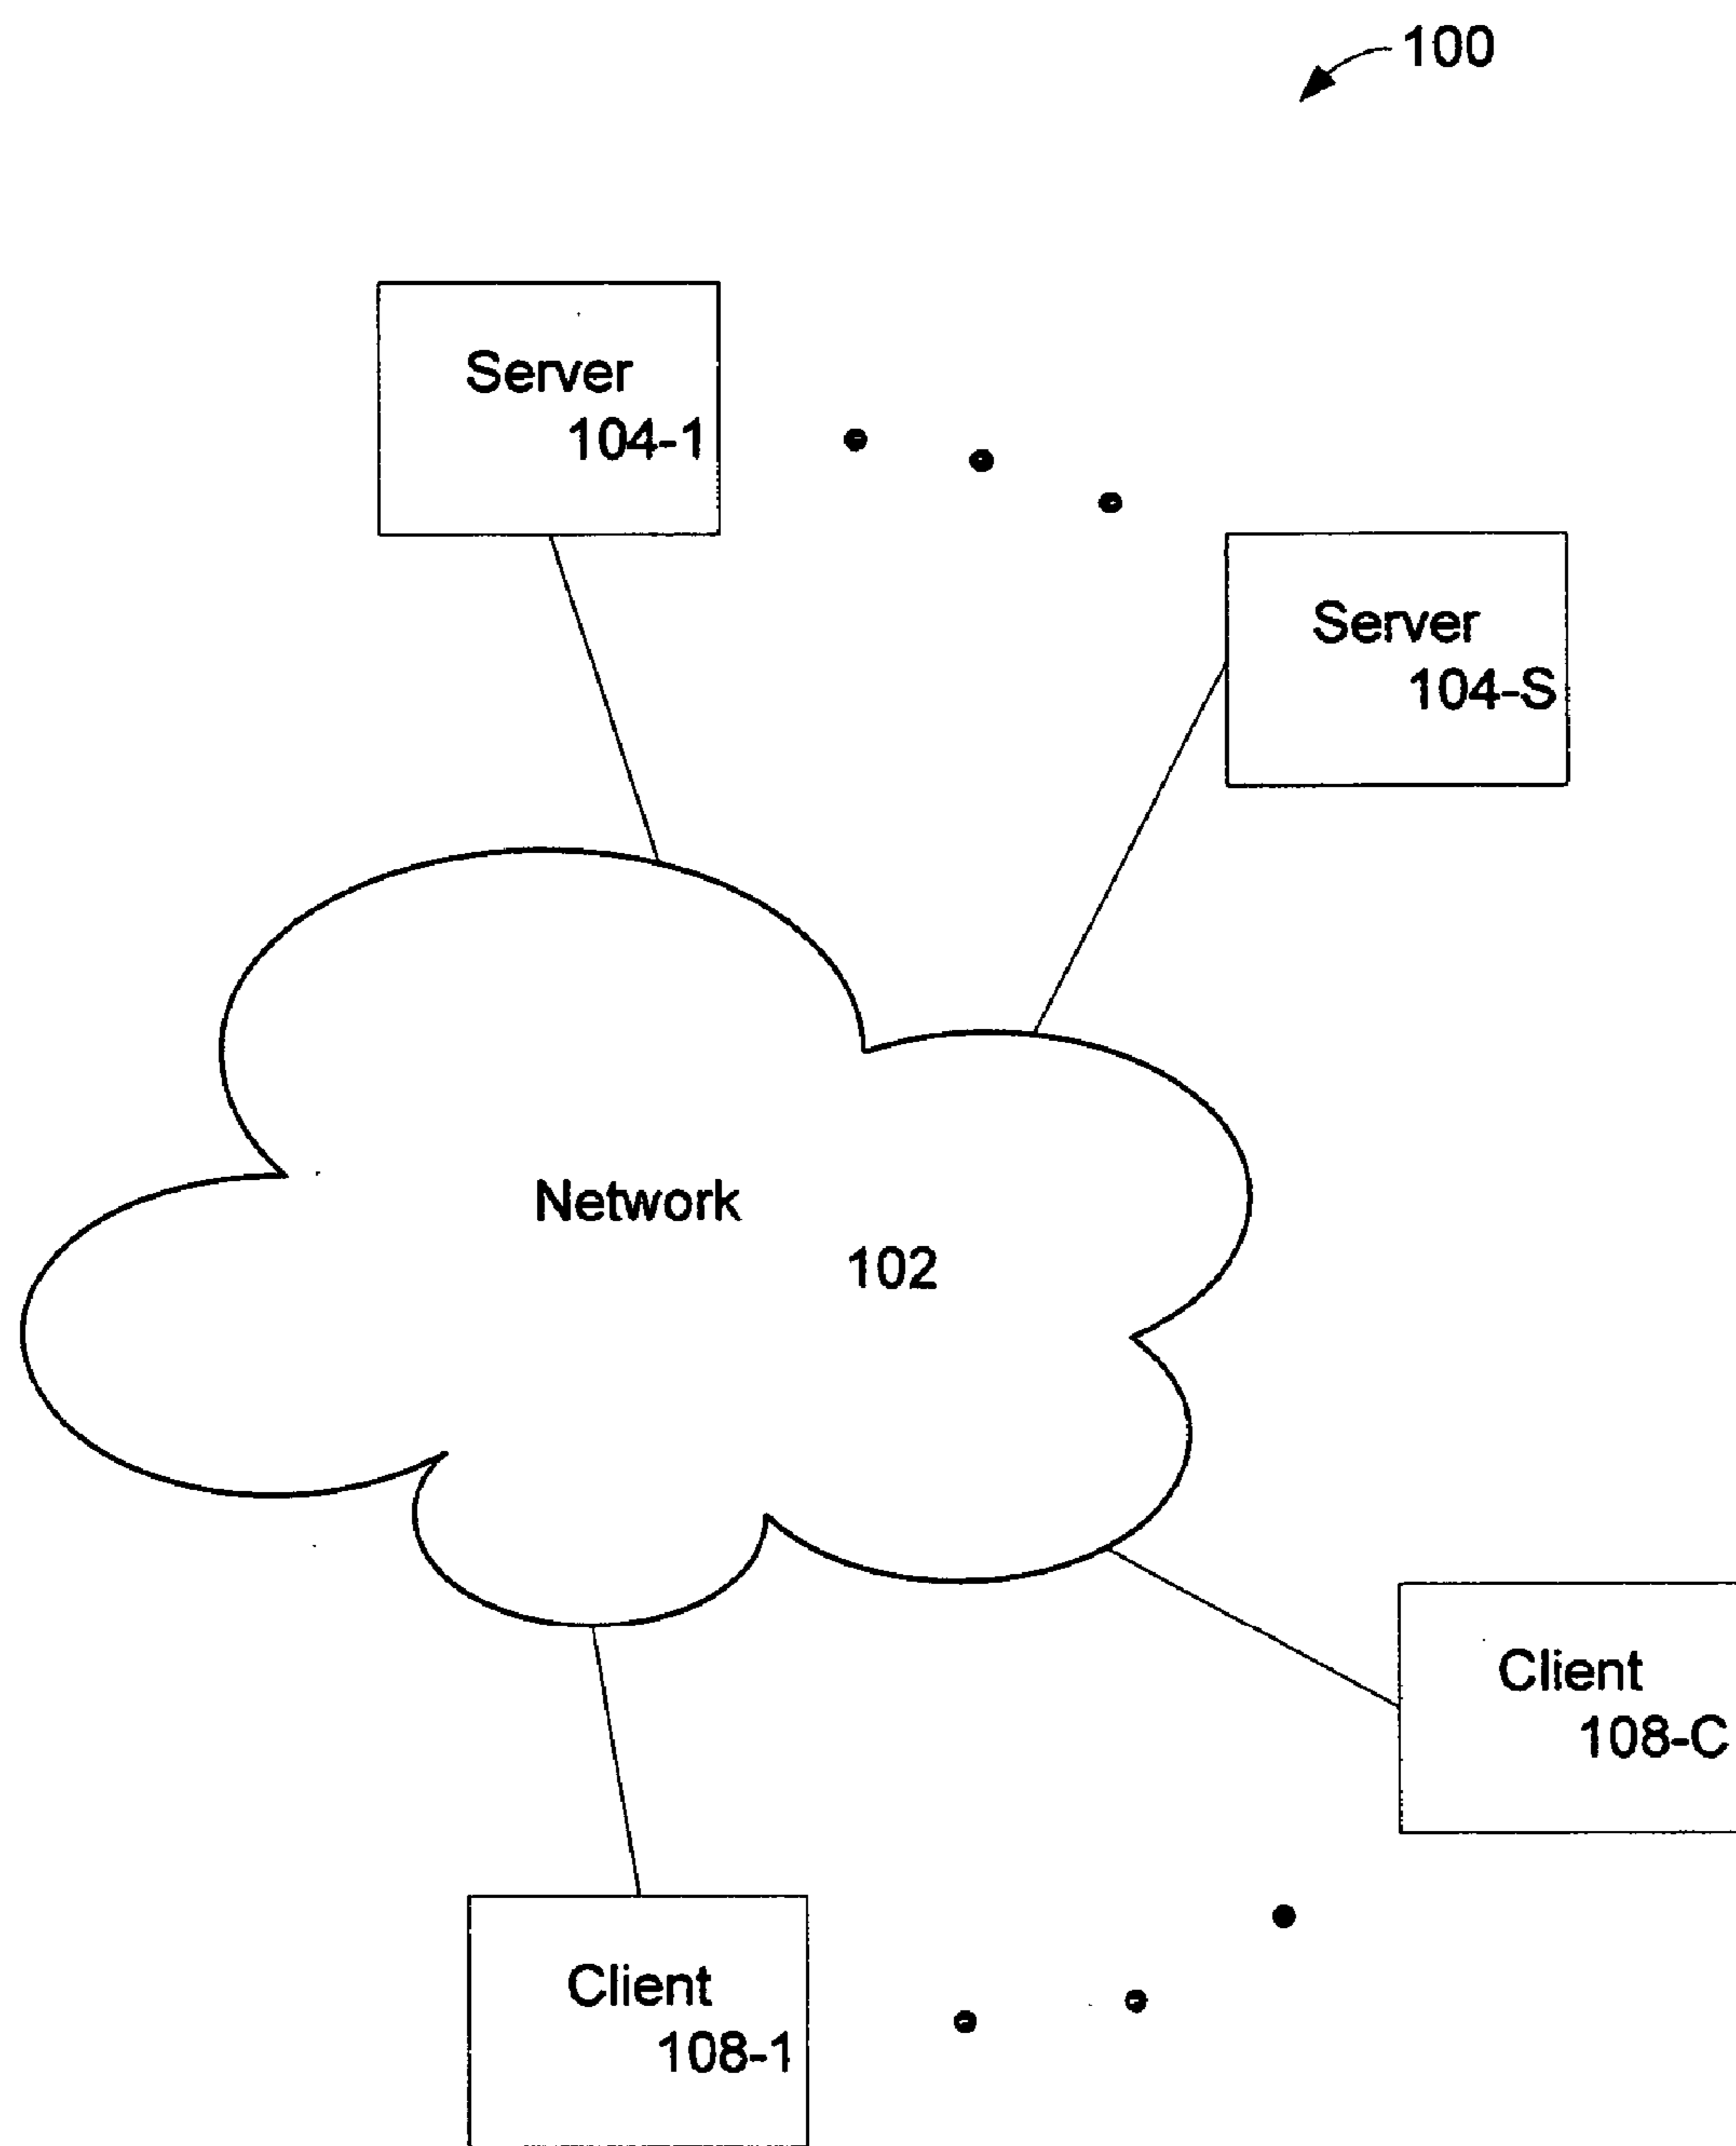 100
Server
104-1
Server
104-S
Network
102
Client
108-C
Client
108-1